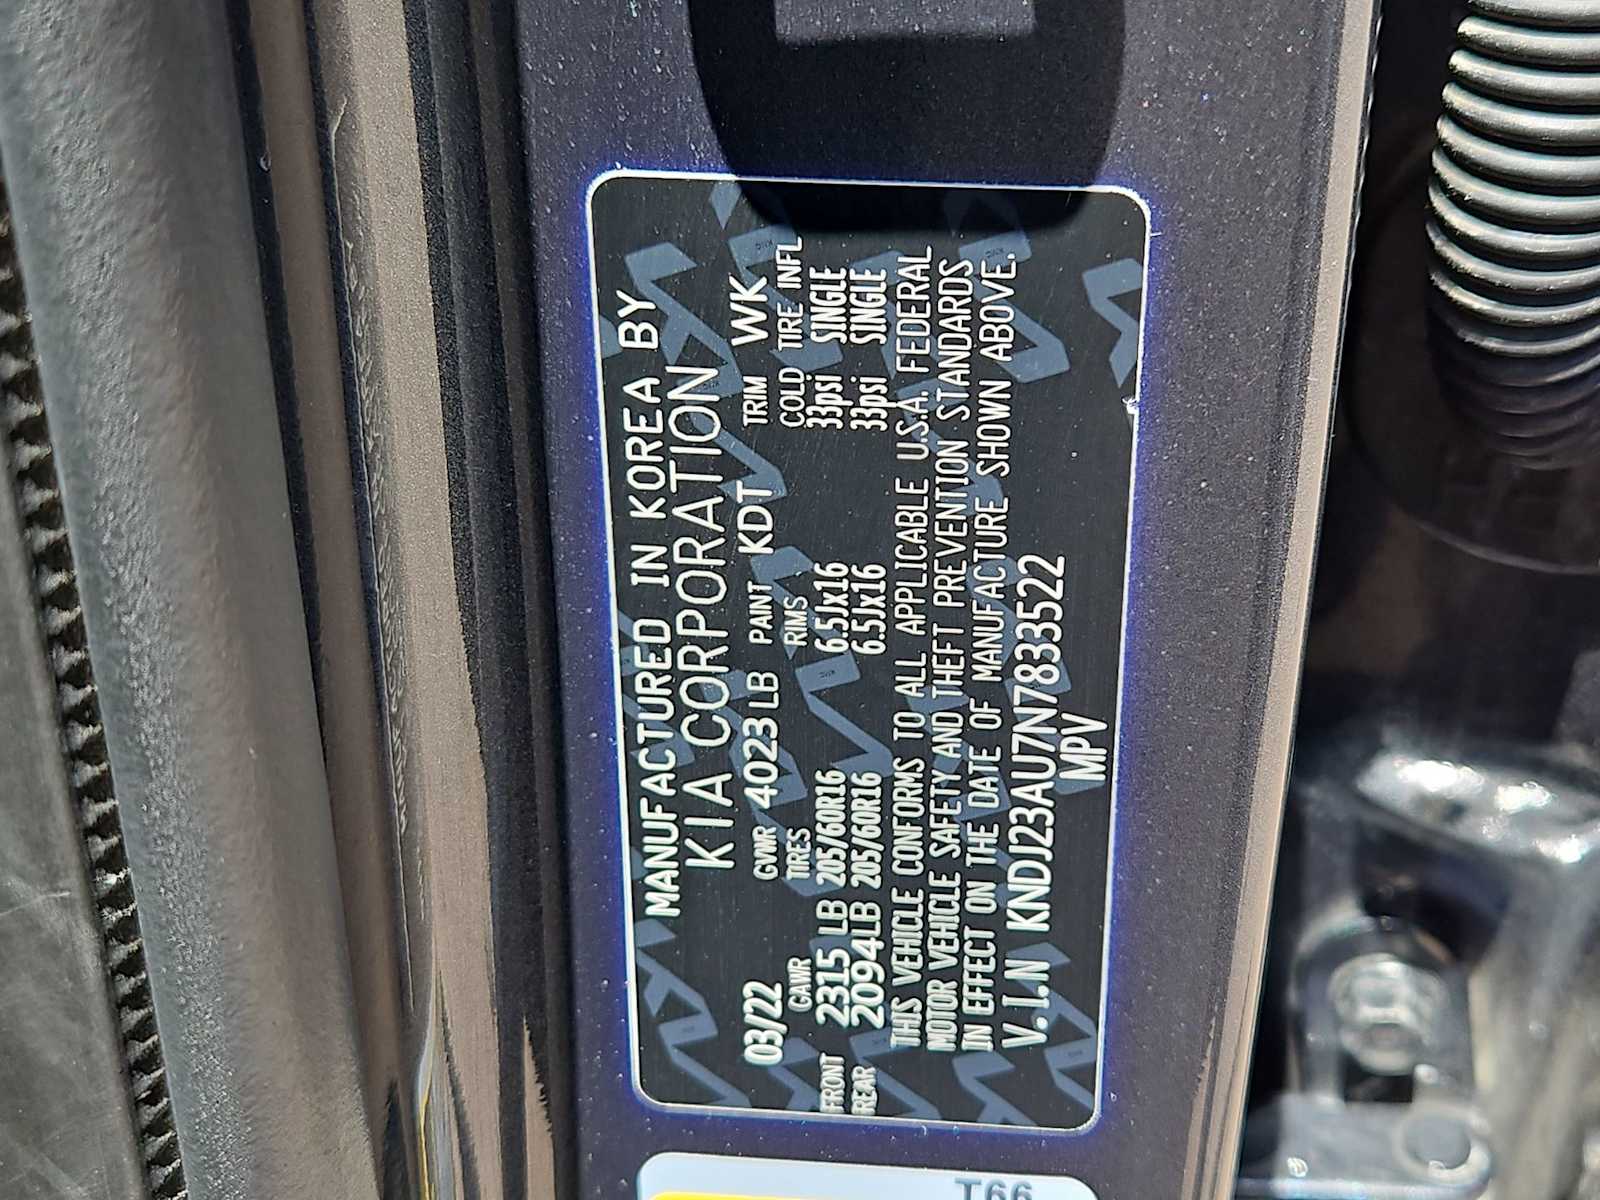 MANUFACTURED IN KOREA BY
KIA CORPORATION
03/22 GVWR 4023 LB PAINT KDT TRIM WK
GAWR TIRES RIMS COLD TIRE INFL
FRONT 2315 LB 205/60R16 6.5Jx16 33psi SINGLE
REAR 2094LB 205/60R16 6.5Jx16 33psi SINGLE
THIS VEHICLE CONFORMS TO ALL APPLICABLE U.S.A. FEDERAL
MOTOR VEHICLE SAFETY AND THEFT PREVENTION STANDARDS
IN EFFECT ON THE DATE OF MANUFACTURE SHOWN ABOVE.
V.I.N KNDJ23AU7N7833522
MPV
T66